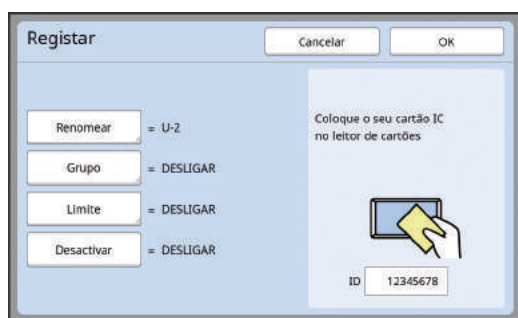 Registar
Cancelar
OK
Renomear = U-2
Grupo = DESLIGAR
Limite = DESLIGAR
Desactivar = DESLIGAR
Coloque o seu cartão IC
no leitor de cartões
ID 12345678